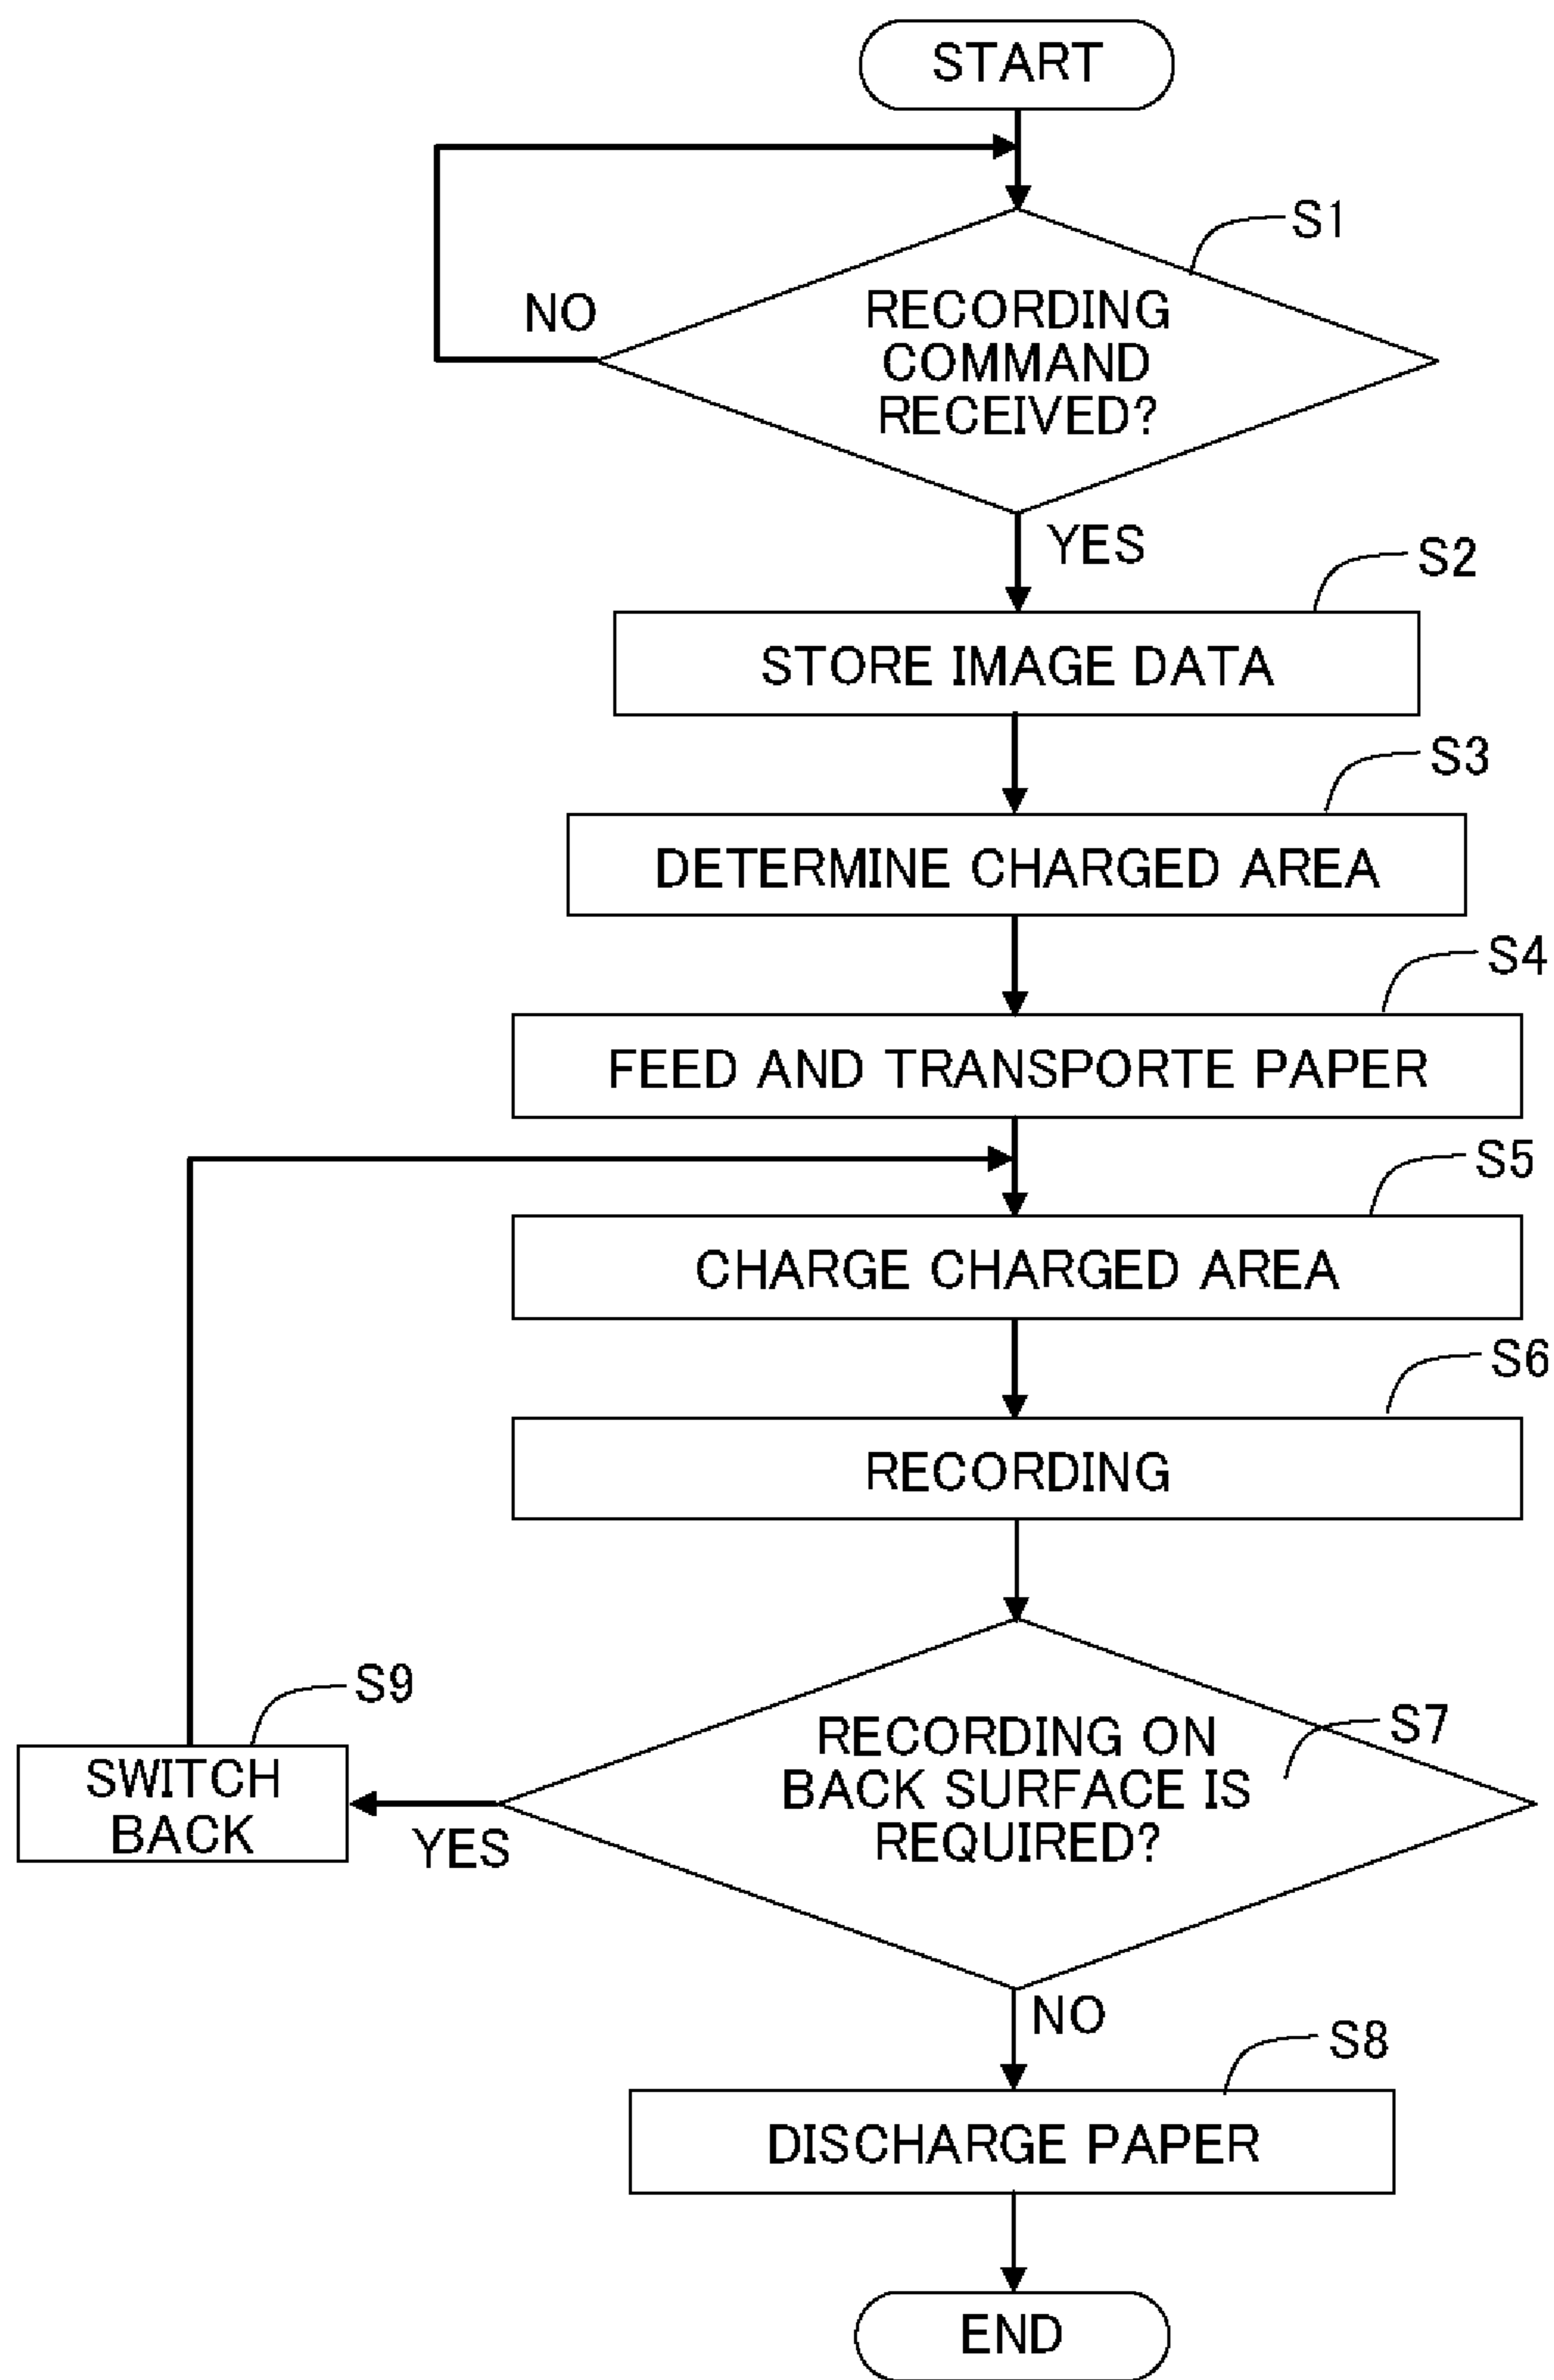 START
S1
NO
RECORDING
COMMAND
RECEIVED?
YES
S2
STORE IMAGE DATA
S3
DETERMINE CHARGED AREA
S4
FEED AND TRANSPORTE PAPER
S5
CHARGE CHARGED AREA
S6
RECORDING
S9
SWITCH
BACK
YES
S7
RECORDING ON
BACK SURFACE IS
REQUIRED?
NO
S8
DISCHARGE PAPER
END